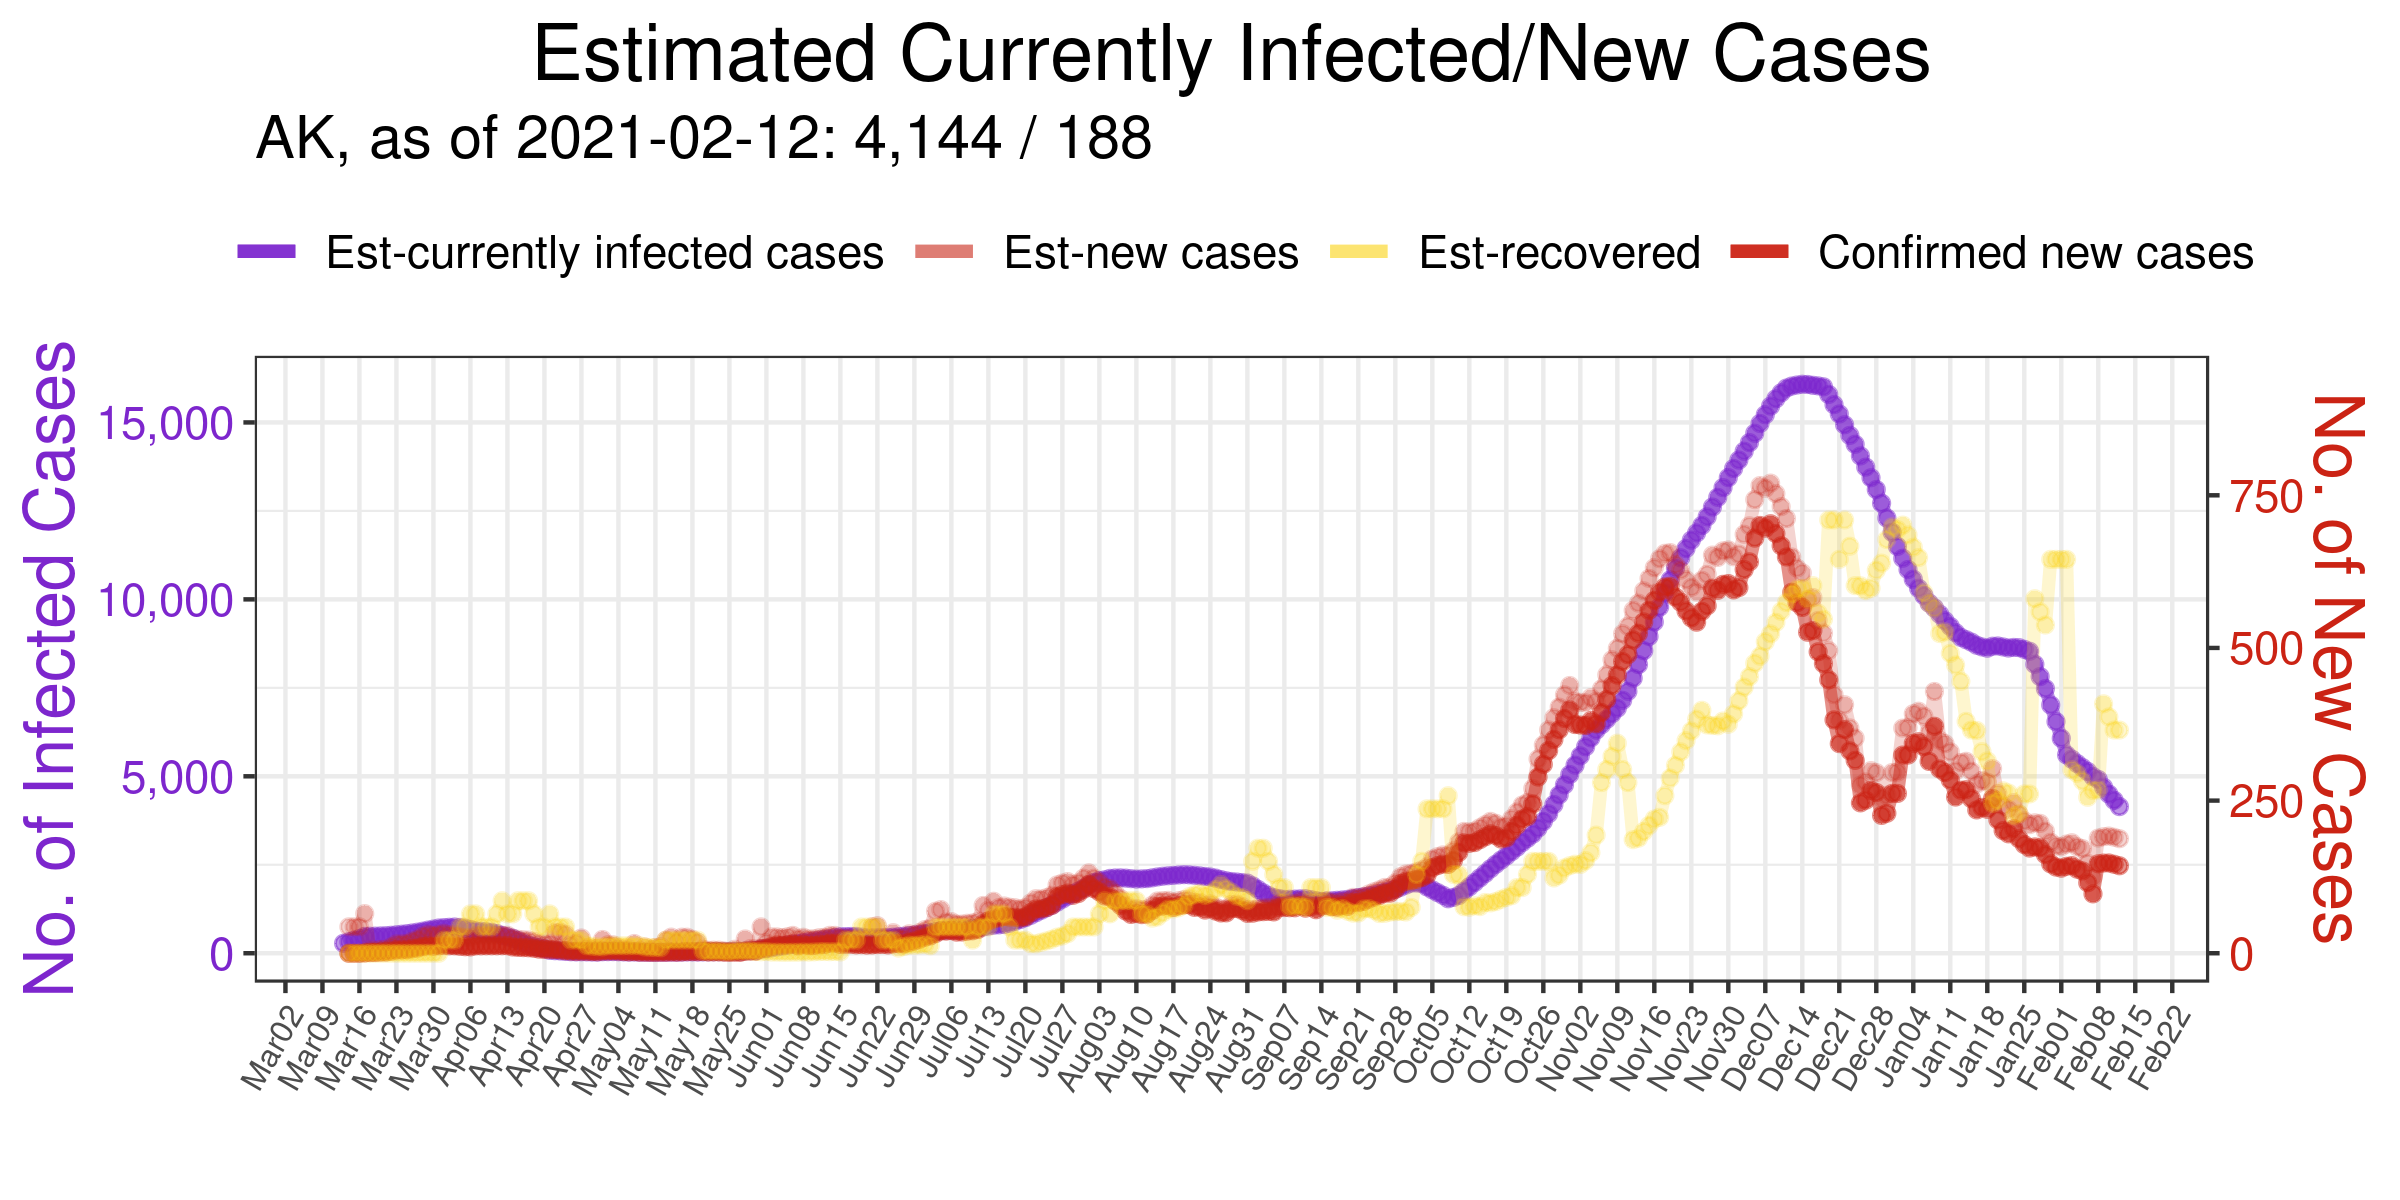 Estimated Currently Infected/New Cases
AK, as of 2021-02-12: 4,144 / 188
Est-currently infected cases
Est-new cases
Est-recovered
Confirmed new cases
No. of Infected Cases
15,000
10,000
5,000
0
No. of New Cases
750
500
250
0
Mar02
Mar09
Mar16
Mar23
Mar30
Apr06
Apr13
Apr20
Apr27
May04
May11
May18
May25
Jun01
Jun08
Jun15
Jun22
Jun29
Jul06
Jul13
Jul20
Jul27
Aug03
Aug10
Aug17
Aug24
Aug31
Sep07
Sep14
Sep21
Sep28
Oct05
Oct12
Oct19
Oct26
Nov02
Nov09
Nov16
Nov23
Nov30
Dec07
Dec14
Dec21
Dec28
Jan04
Jan11
Jan18
Jan25
Feb01
Feb08
Feb15
Feb22